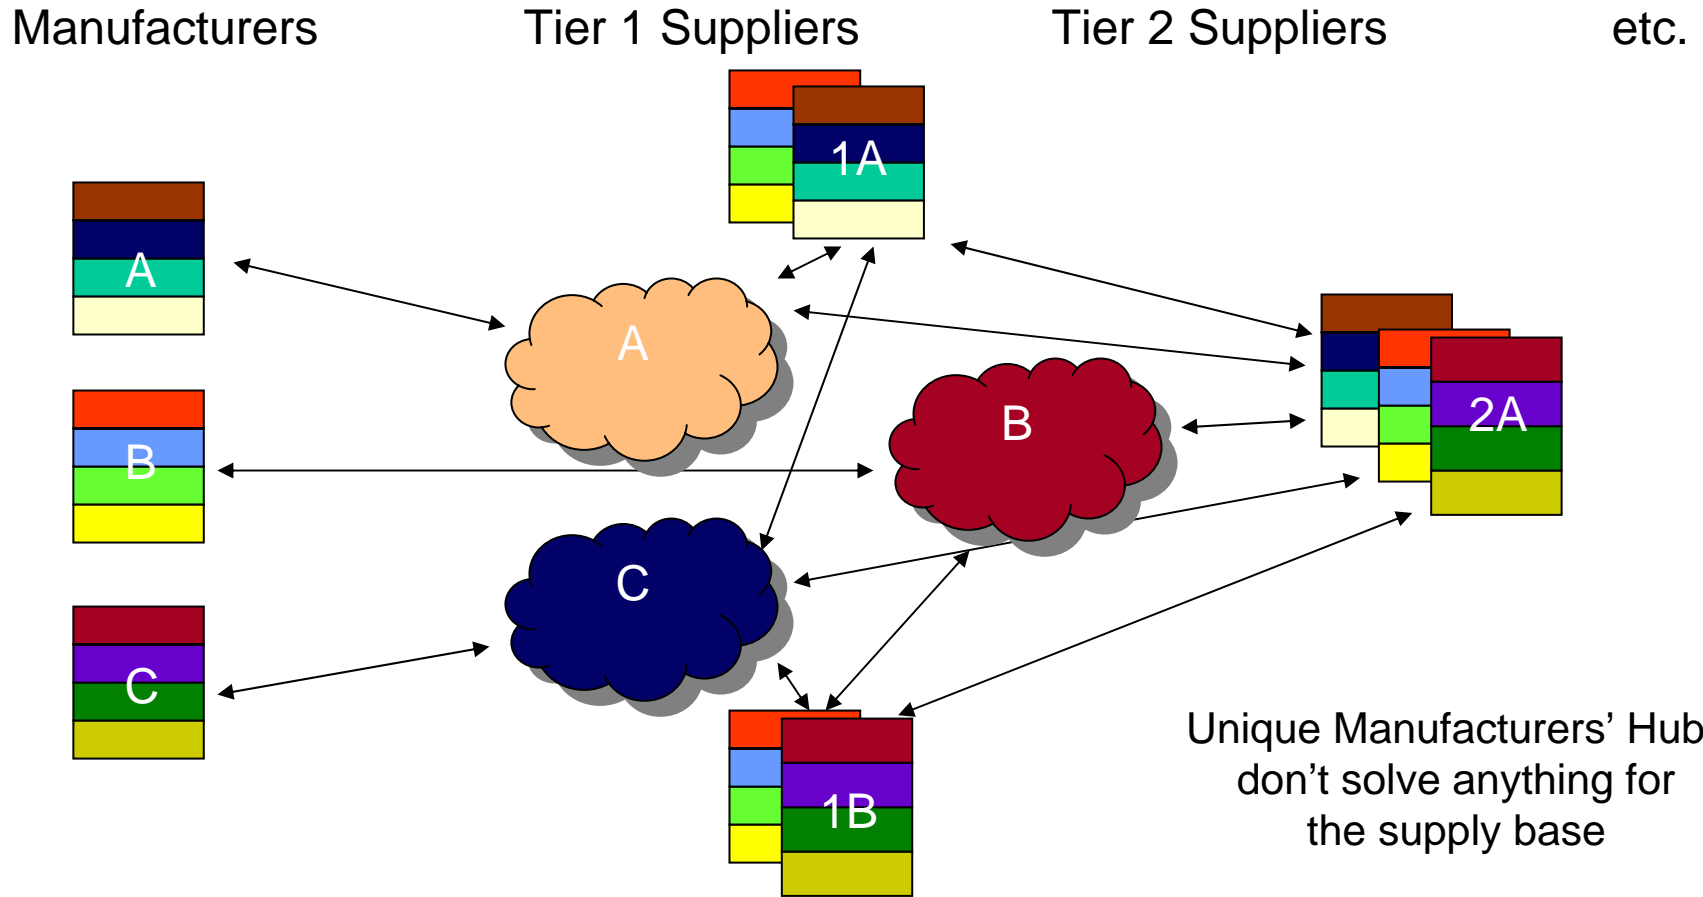 Manufacturers Tier 1 Suppliers Tier 2 Suppliers etc.
1A
A
A
2A
B
B
C
C
1B
Unique Manufacturers’ Hub
don’t solve anything for
the supply base